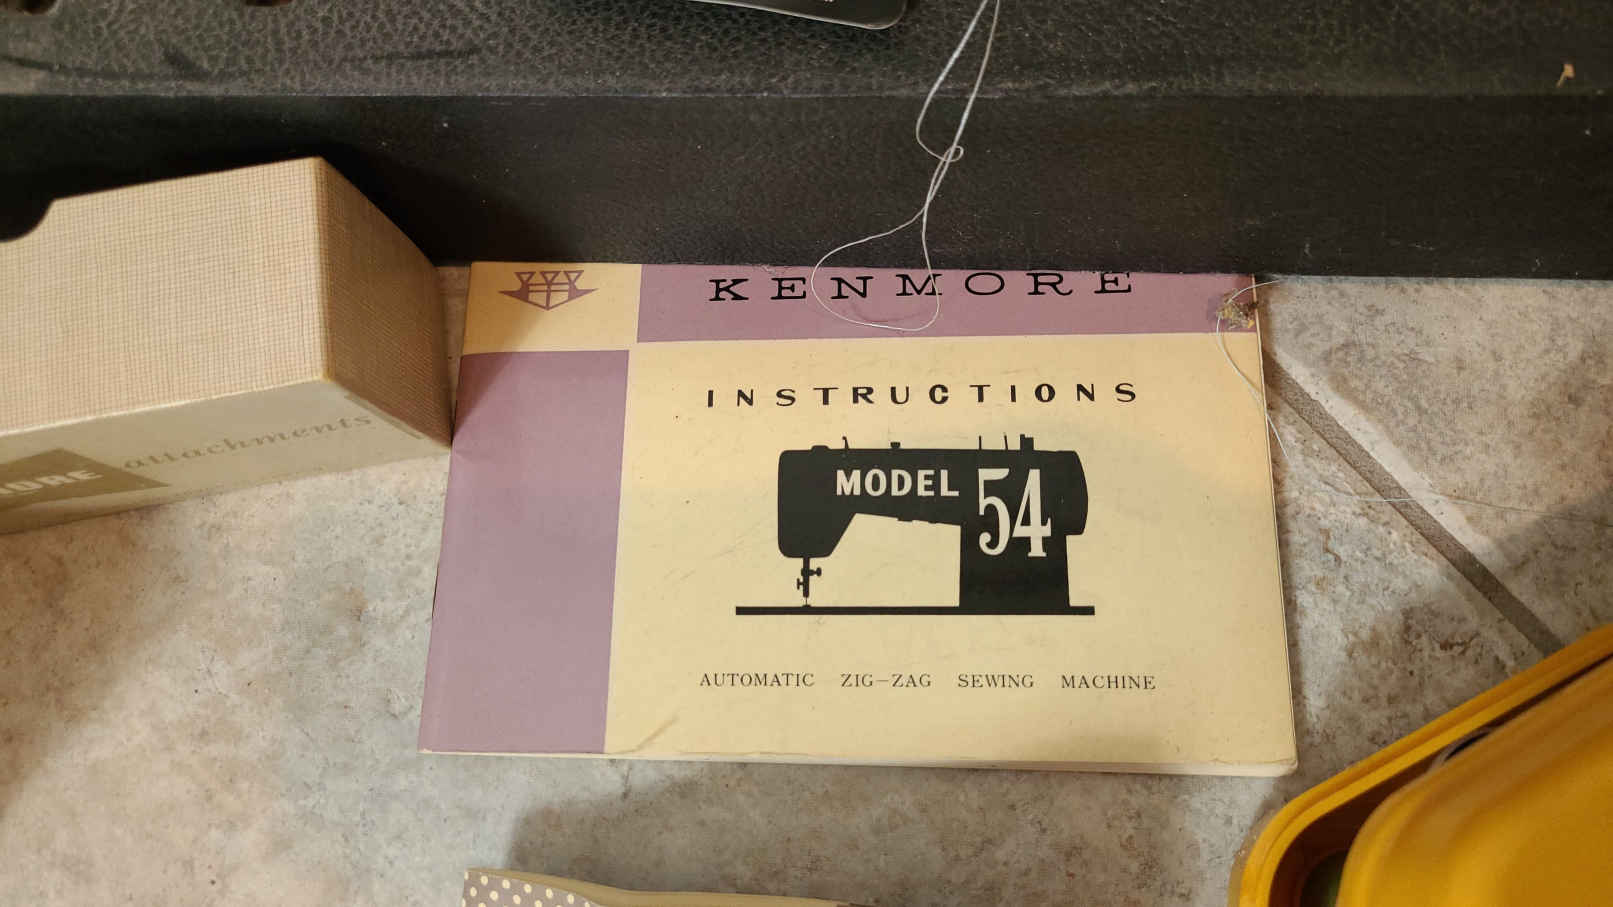 KENMORE
INSTRUCTIONS
MODEL 54
AUTOMATIC ZIG-ZAG SEWING MACHINE
attachments